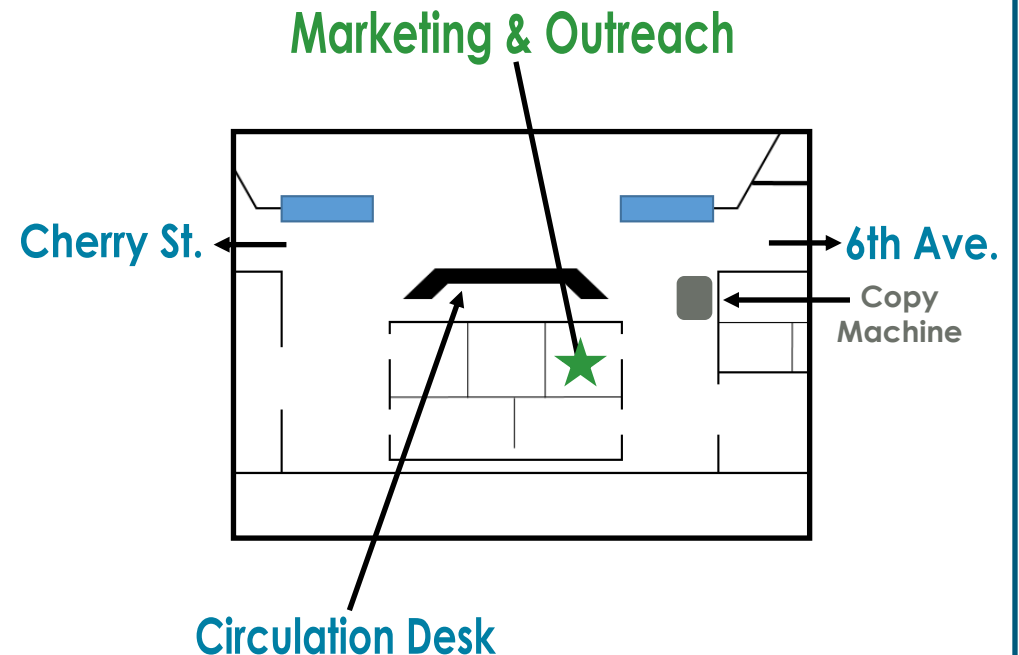 Marketing & Outreach
Cherry St.
6th Ave.
Copy
Machine
Circulation Desk